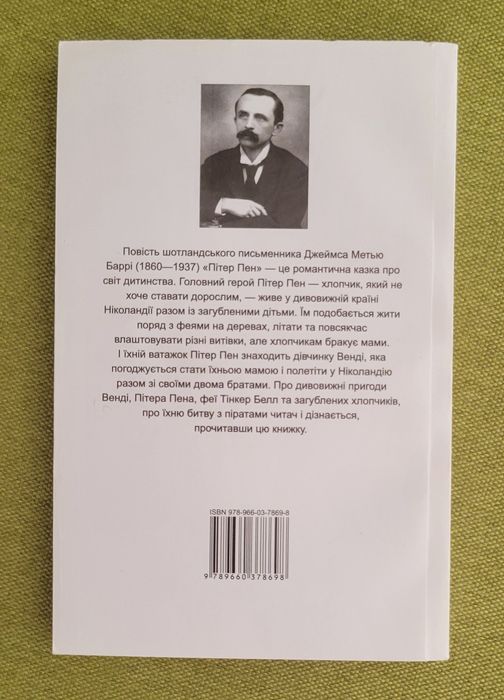 Повість шотландського письменника Джеймса Метью
Баррі (1860—1937) «Пітер Пен» — це романтична казка про
світ дитинства. Головний герой Пітер Пен — хлопчик, який не
хоче ставати дорослим, — живе у дивовижній країні
Ніколандії разом із загубленими дітьми. Їм подобається жити
поряд з феями на деревах, літати та повсякчас
влаштовувати різні витівки, але хлопчикам бракує мами.
І їхній ватажок Пітер Пен знаходить дівчинку Венді, яка
погоджується стати їхньою мамою і полетіти у Ніколандію
разом зі своїми двома братами. Про дивовижні пригоди
Венді, Пітера Пена, феї Тінкер Белл та загублених хлопчиків,
про їхню битву з піратами читач і дізнається,
прочитавши цю книжку.
ISBN 978-966-03-7869-8
9 789660 378698